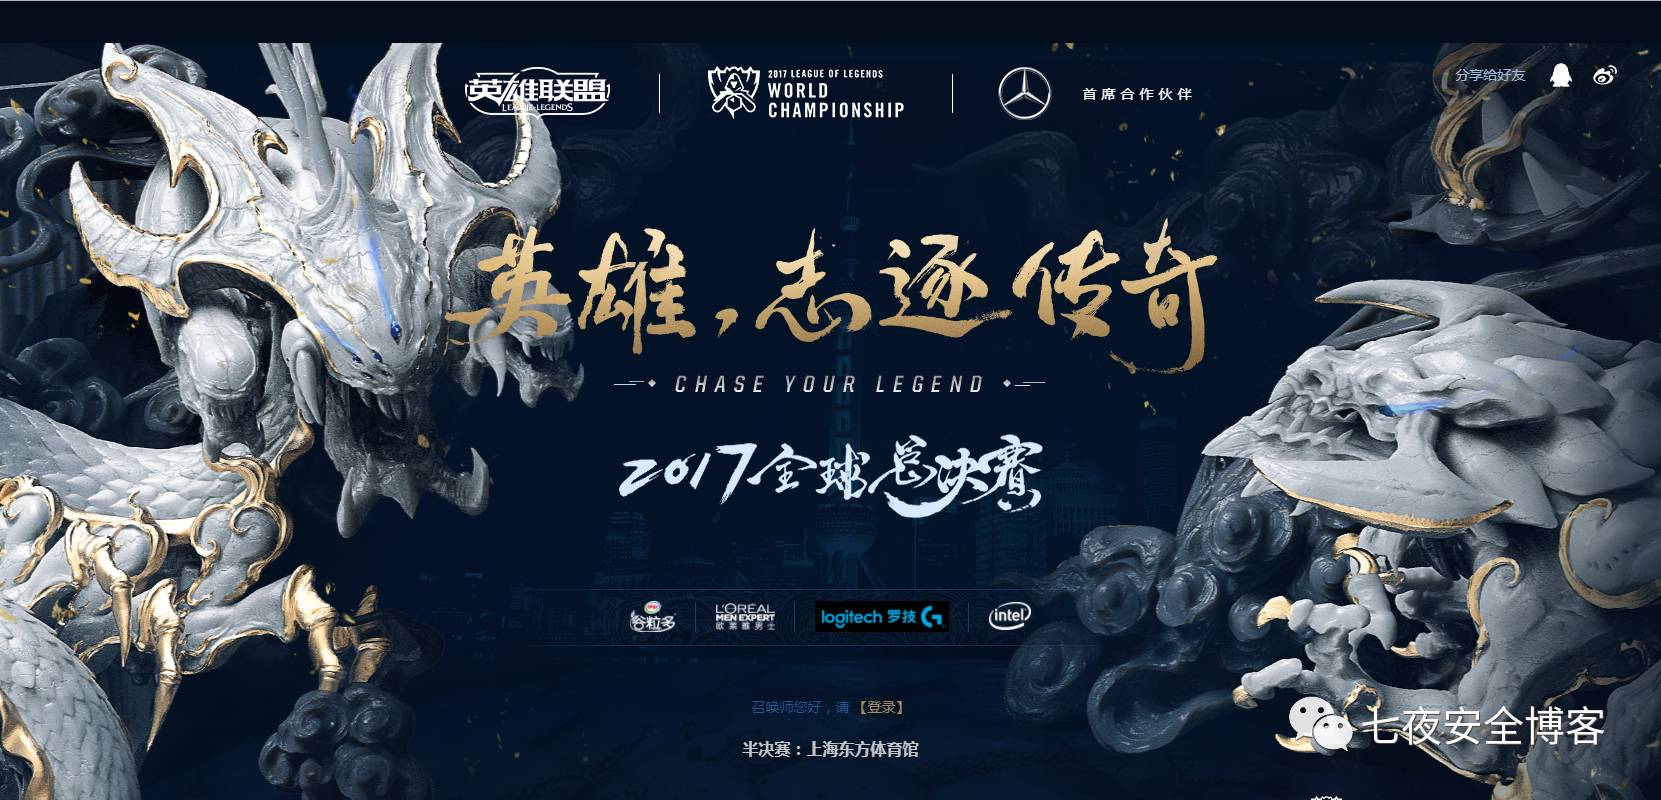 英雄联盟
LEAGUE OF LEGENDS
2017 LEAGUE OF LEGENDS
WORLD
CHAMPIONSHIP
首席合作伙伴
分享给好友
英雄，志逐传奇
CHASE YOUR LEGEND
2017全球总决赛
谷粒多
L'ORÉAL
MEN EXPERT
欧莱雅男士
logitech 罗技 G
intel
召唤师您好，请【登录】
半决赛：上海东方体育馆
七夜安全博客